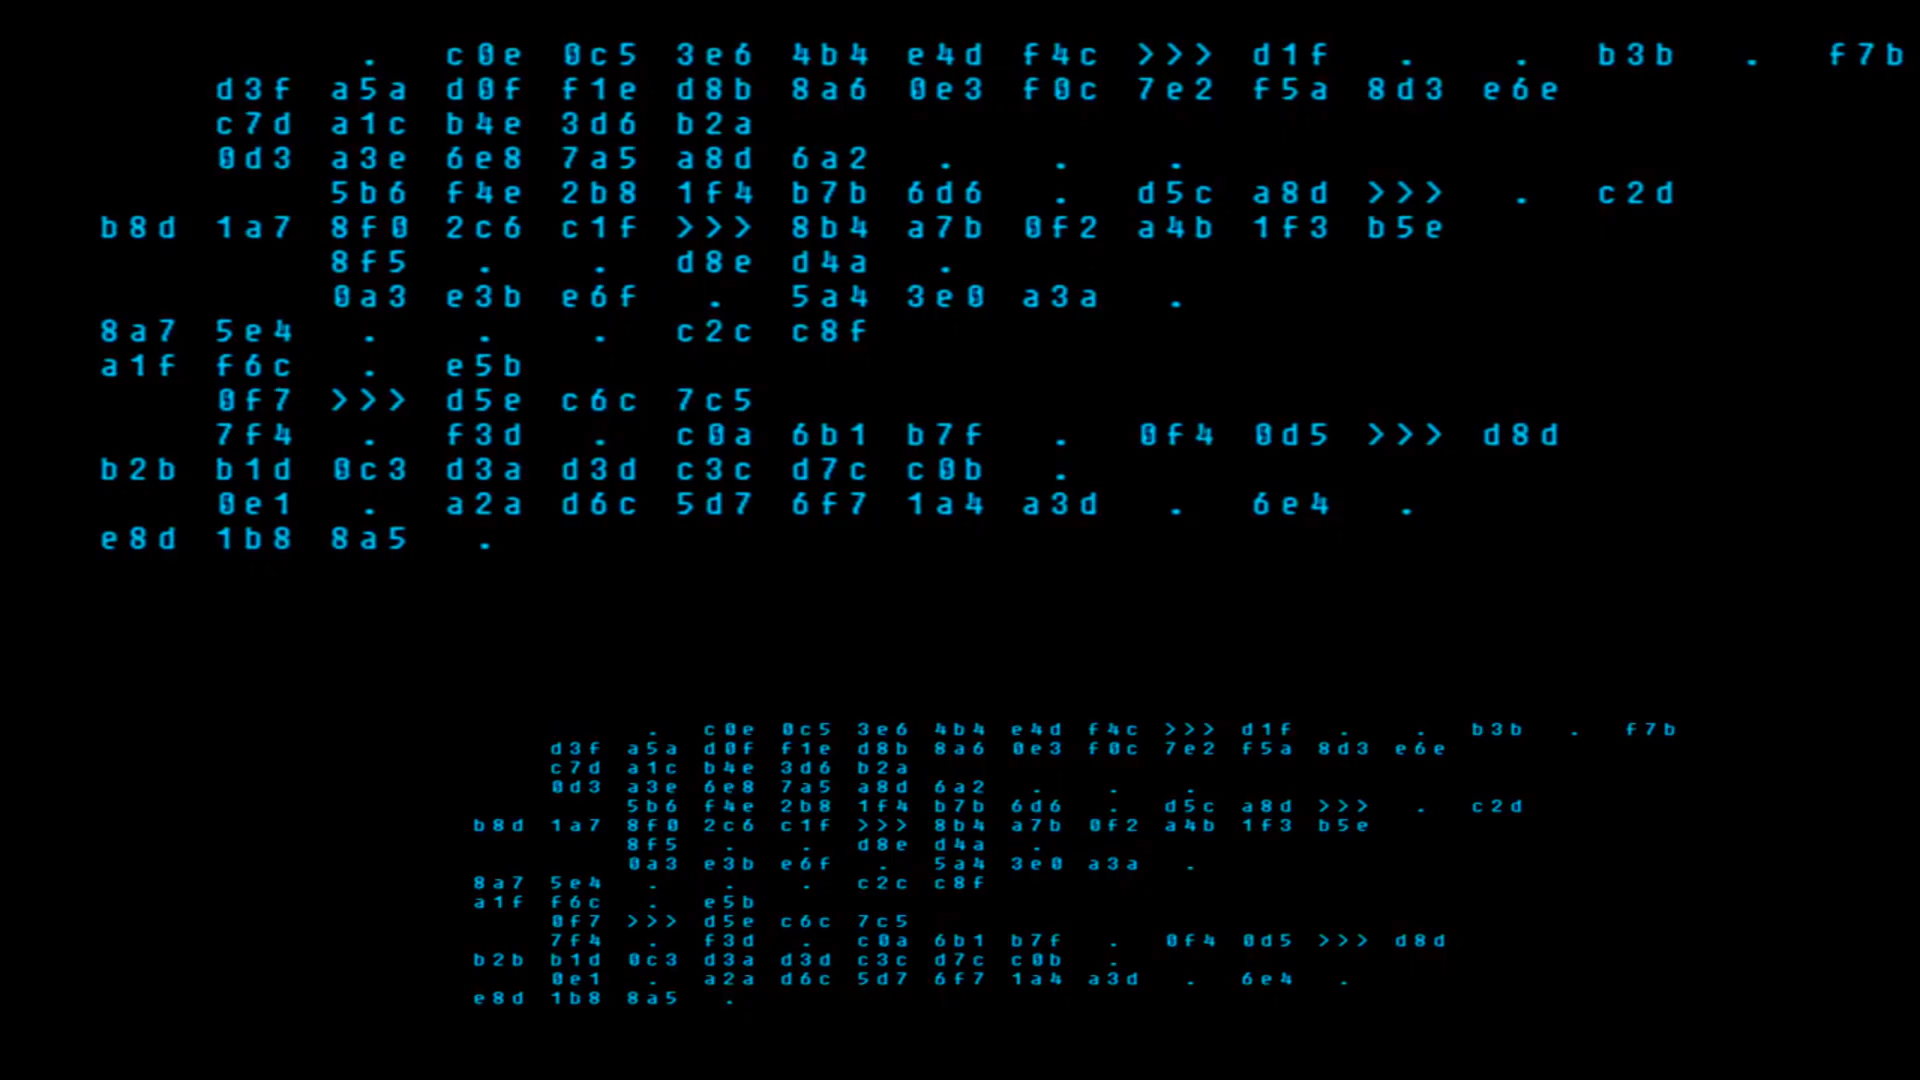 . c0e 0c5 3e6 4b4 e4d f4c >>> d1f . . b3b . f7b
d3f a5a d0f f1e d8b 8a6 0e3 f0c 7e2 f5a 8d3 e6e
c7d a1c b4e 3d6 b2a
0d3 a3e 6e8 7a5 a8d 6a2 . . .
5b6 f4e 2b8 1f4 b7b 6d6 . d5c a8d >>> . c2d
b8d 1a7 8f0 2c6 c1f >>> 8b4 a7b 0f2 a4b 1f3 b5e
8f5 . . d8e d4a .
0a3 e3b e6f . 5a4 3e0 a3a .
8a7 5e4 . . . c2c c8f
a1f f6c . e5b
0f7 >>> d5e c6c 7c5
7f4 . f3d . c0a 6b1 b7f . 0f4 0d5 >>> d8d
b2b b1d 0c3 d3a d3d c3c d7c c0b .
0e1 . a2a d6c 5d7 6f7 1a4 a3d . 6e4 .
e8d 1b8 8a5 .
. c0e 0c5 3e6 4b4 e4d f4c >>> d1f . . b3b . f7b
d3f a5a d0f f1e d8b 8a6 0e3 f0c 7e2 f5a 8d3 e6e
c7d a1c b4e 3d6 b2a
0d3 a3e 6e8 7a5 a8d 6a2 . . .
5b6 f4e 2b8 1f4 b7b 6d6 . d5c a8d >>> . c2d
b8d 1a7 8f0 2c6 c1f >>> 8b4 a7b 0f2 a4b 1f3 b5e
8f5 . . d8e d4a .
0a3 e3b e6f . 5a4 3e0 a3a .
8a7 5e4 . . . c2c c8f
a1f f6c . e5b
0f7 >>> d5e c6c 7c5
7f4 . f3d . c0a 6b1 b7f . 0f4 0d5 >>> d8d
b2b b1d 0c3 d3a d3d c3c d7c c0b .
0e1 . a2a d6c 5d7 6f7 1a4 a3d . 6e4 .
e8d 1b8 8a5 .